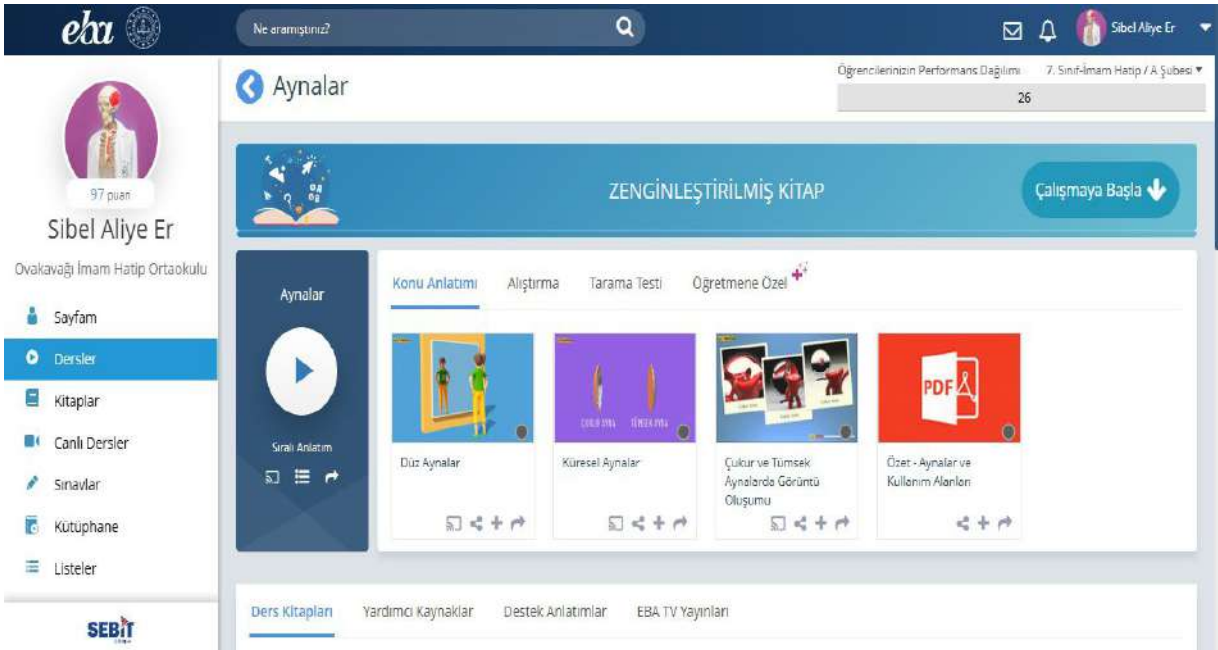 eba
Ne aramıştınız?
Sibel Aliye Er
Aynalar
Öğrencilerinizin Performans Dağılımı
7. Sınıf-İmam Hatip / A Şubesi
26
97 puan
Sibel Aliye Er
Ovakavağı İmam Hatip Ortaokulu
Sayfam
Dersler
Kitaplar
Canlı Dersler
Sınavlar
Kütüphane
Listeler
SEBİT
ZENGİNLEŞTİRİLMİŞ KİTAP
Çalışmaya Başla
Aynalar
Sıralı Anlatım
Konu Anlatımı
Alıştırma
Tarama Testi
Öğretmene Özel
ÇUKUR AYNA
TÜMSEK AYNA
PDF
Düz Aynalar
Küresel Aynalar
Çukur ve Tümsek
Aynalarda Görüntü
Oluşumu
Özet - Aynalar ve
Kullanım Alanları
Ders Kitapları
Yardımcı Kaynaklar
Destek Anlatımlar
EBA TV Yayınları